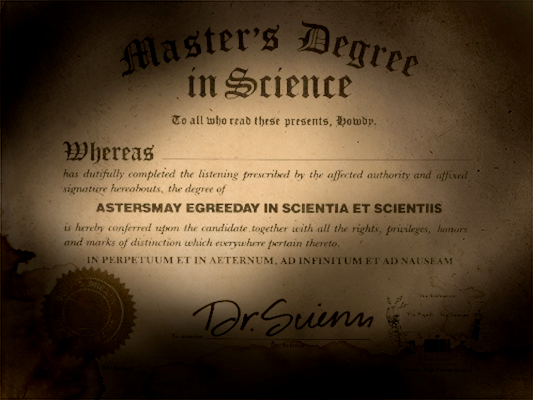 Master's Degree
in Science
To all who read these presents, Howdy.
Whereas
has dutifully completed the listening prescribed by the affected authority and affixed
signature hereabouts, the degree of
ASTERSMAY EGREEDAY IN SCIENTIA ET SCIENTIIS
is hereby conferred upon the candidate together with all the rights, privileges, honors
and marks of distinction which everywhere pertain thereto.
IN PERPETUUM ET IN AETERNUM, AD INFINITUM ET AD NAUSEAM
Dr. Scienc